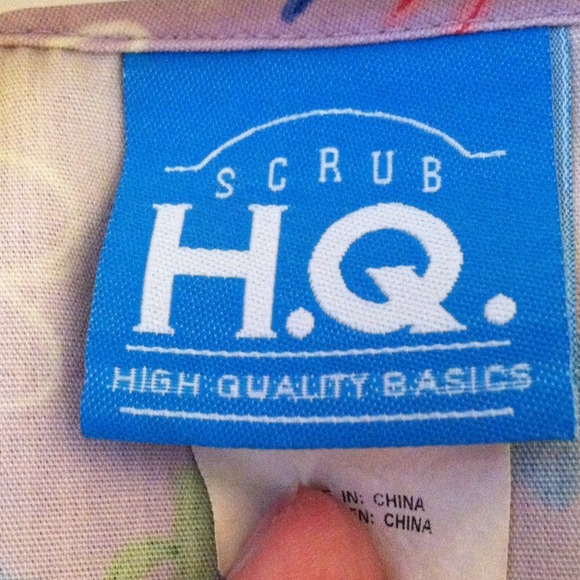 SCRUB
H.Q.
HIGH QUALITY BASICS
IN: CHINA
CHINA